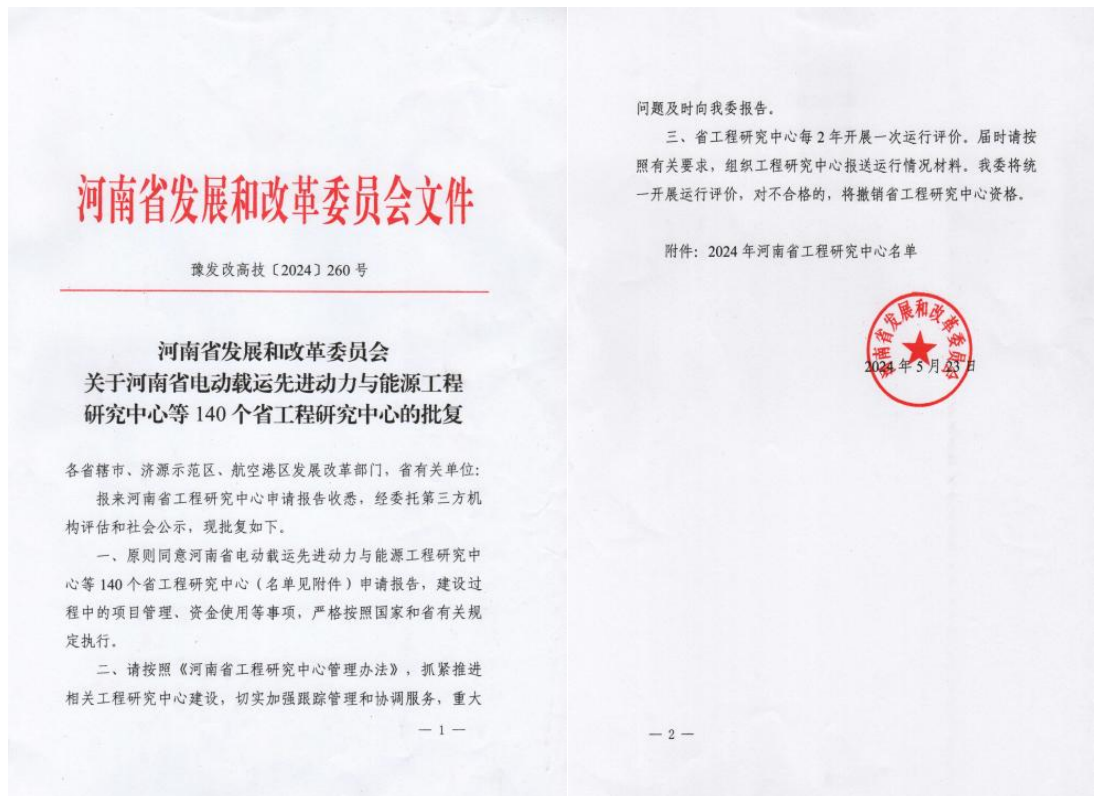 河南省发展和改革委员会文件
豫发改高技〔2024〕260号
河南省发展和改革委员会
关于河南省电动载运先进动力与能源工程
研究中心等 140 个省工程研究中心的批复
各省辖市、济源示范区、航空港区发展改革部门，省有关单位：
报来河南省工程研究中心申请报告收悉，经委托第三方机
构评估和社会公示，现批复如下。
一、原则同意河南省电动载运先进动力与能源工程研究中
心等 140 个省工程研究中心（名单见附件）申请报告，建设过
程中的项目管理、资金使用等事项，严格按照国家和省有关规
定执行。
二、请按照《河南省工程研究中心管理办法》，抓紧推进
相关工程研究中心建设，切实加强跟踪管理和协调服务，重大
— 1 —
问题及时向我委报告。
三、省工程研究中心每 2 年开展一次运行评价。届时请按
照有关要求，组织工程研究中心报送运行情况材料。我委将统
一开展运行评价，对不合格的，将撤销省工程研究中心资格。
附件：2024 年河南省工程研究中心名单
河南省发展和改革委员会
2024 年 5 月 23 日
— 2 —